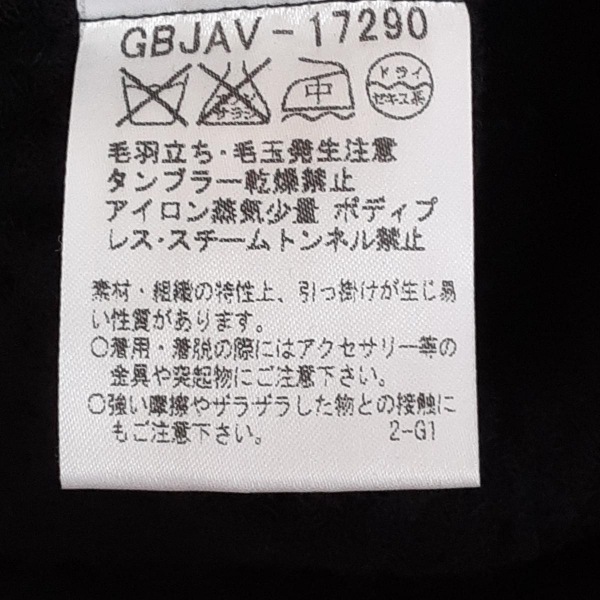 GBJAV-17290
エンソ サラシ 中 ドライ セキユ系
毛羽立ち・毛玉発生注意
タンブラー乾燥禁止
アイロン蒸気少量 ボディプ
レス・スチームトンネル禁止
素材・組織の特性上、引っ掛けが生じ易
い性質があります。
○着用・着脱の際にはアクセサリー等の
金具や突起物にご注意下さい。
○強い摩擦やザラザラした物との接触に
もご注意下さい。 2-G1